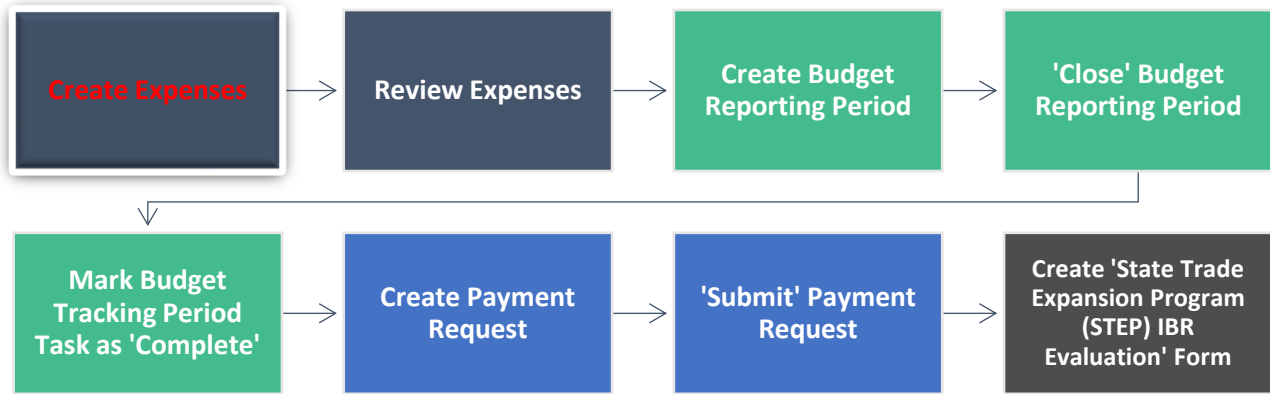 Create Expenses
Review Expenses
Create Budget
Reporting Period
'Close' Budget
Reporting Period
Mark Budget
Tracking Period
Task as 'Complete'
Create Payment
Request
'Submit' Payment
Request
Create 'State Trade
Expansion Program
(STEP) IBR
Evaluation' Form